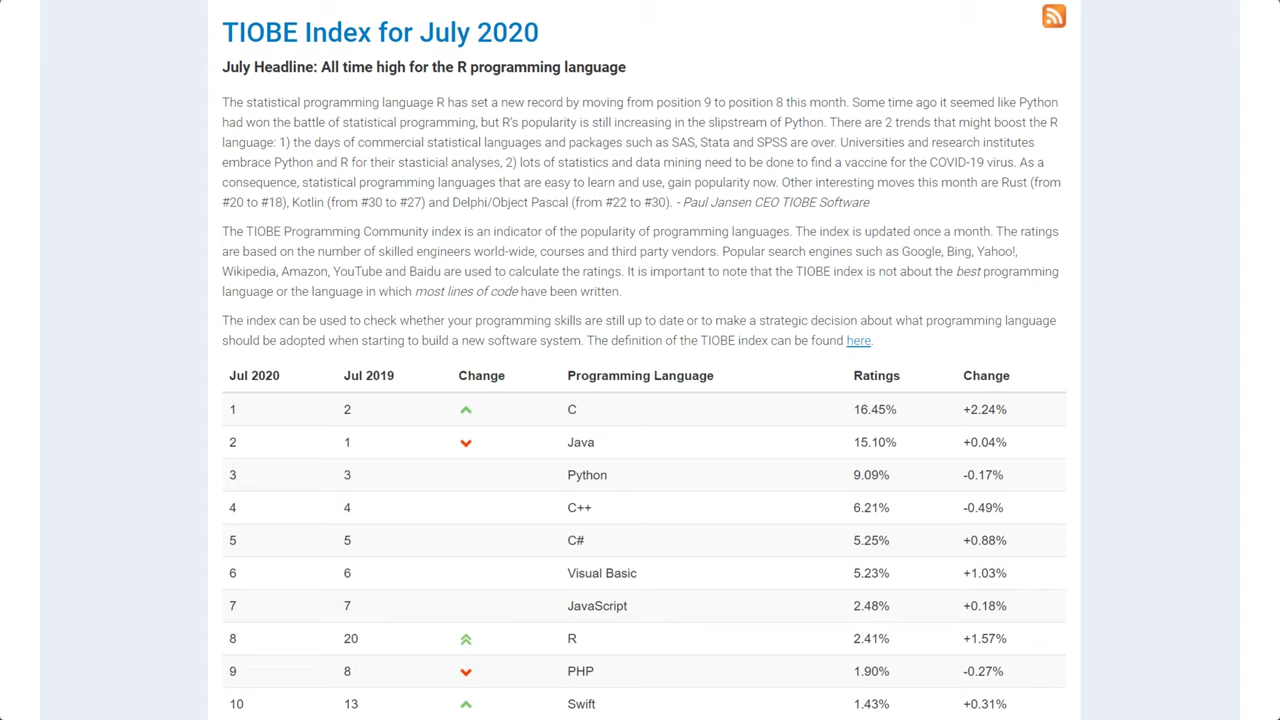 TIOBE Index for July 2020
July Headline: All time high for the R programming language
The statistical programming language R has set a new record by moving from position 9 to position 8 this month. Some time ago it seemed like Python
had won the battle of statistical programming, but R's popularity is still increasing in the slipstream of Python. There are 2 trends that might boost the R
language: 1) the days of commercial statistical languages and packages such as SAS, Stata and SPSS are over. Universities and research institutes
embrace Python and R for their stasticial analyses, 2) lots of statistics and data mining need to be done to find a vaccine for the COVID-19 virus. As a
consequence, statistical programming languages that are easy to learn and use, gain popularity now. Other interesting moves this month are Rust (from
#20 to #18), Kotlin (from #30 to #27) and Delphi/Object Pascal (from #22 to #30). - Paul Jansen CEO TIOBE Software
The TIOBE Programming Community index is an indicator of the popularity of programming languages. The index is updated once a month. The ratings
are based on the number of skilled engineers world-wide, courses and third party vendors. Popular search engines such as Google, Bing, Yahoo!,
Wikipedia, Amazon, YouTube and Baidu are used to calculate the ratings. It is important to note that the TIOBE index is not about the best programming
language or the language in which most lines of code have been written.
The index can be used to check whether your programming skills are still up to date or to make a strategic decision about what programming language
should be adopted when starting to build a new software system. The definition of the TIOBE index can be found here.
Jul 2020 Jul 2019 Change Programming Language Ratings Change
1 2 C 16.45% +2.24%
2 1 Java 15.10% +0.04%
3 3 Python 9.09% -0.17%
4 4 C++ 6.21% -0.49%
5 5 C# 5.25% +0.88%
6 6 Visual Basic 5.23% +1.03%
7 7 JavaScript 2.48% +0.18%
8 20 R 2.41% +1.57%
9 8 PHP 1.90% -0.27%
10 13 Swift 1.43% +0.31%